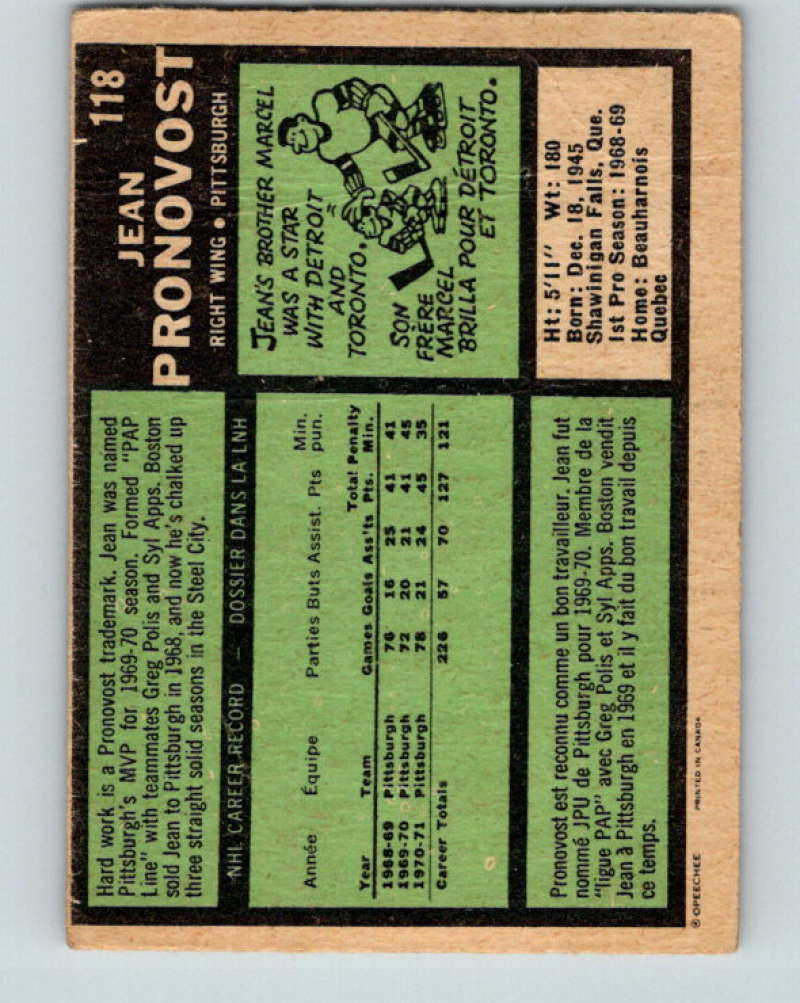 118
JEAN
PRONOVOST
RIGHT WING • PITTSBURGH
JEAN'S BROTHER MARCEL
WAS A STAR
WITH DETROIT
AND
TORONTO.
SON
FRÈRE
MARCEL
BRILLA POUR DÉTROIT
ET TORONTO.
Ht: 5'11" Wt: 180
Born: Dec. 18, 1945
Shawinigan Falls, Que.
1st Pro Season: 1968-69
Home: Beauharnois
Quebec
Hard work is a Pronovost trademark. Jean was named
Pittsburgh's MVP for 1969-70 season. Formed "PAP
Line" with teammates Greg Polis and Syl Apps. Boston
sold Jean to Pittsburgh in 1968, and now he's chalked up
three straight solid seasons in the Steel City.
NHL CAREER RECORD — DOSSIER DANS LA LNH
Année Équipe Parties Buts Assist. Pts Min. pun.
Year Team Games Goals Ass'ts Total Pts. Penalty Min.
1968-69 Pittsburgh 76 16 25 41 41
1969-70 Pittsburgh 72 20 21 41 45
1970-71 Pittsburgh 78 21 24 45 35
Career Totals 226 57 70 127 121
Pronovost est reconnu comme un bon travailleur. Jean fut
nommé JPU de Pittsburgh pour 1969-70. Membre de la
"ligue PAP" avec Greg Polis et Syl Apps. Boston vendit
Jean à Pittsburgh en 1969 et il y fait du bon travail depuis
ce temps.
® OPEECHEE PRINTED IN CANADA